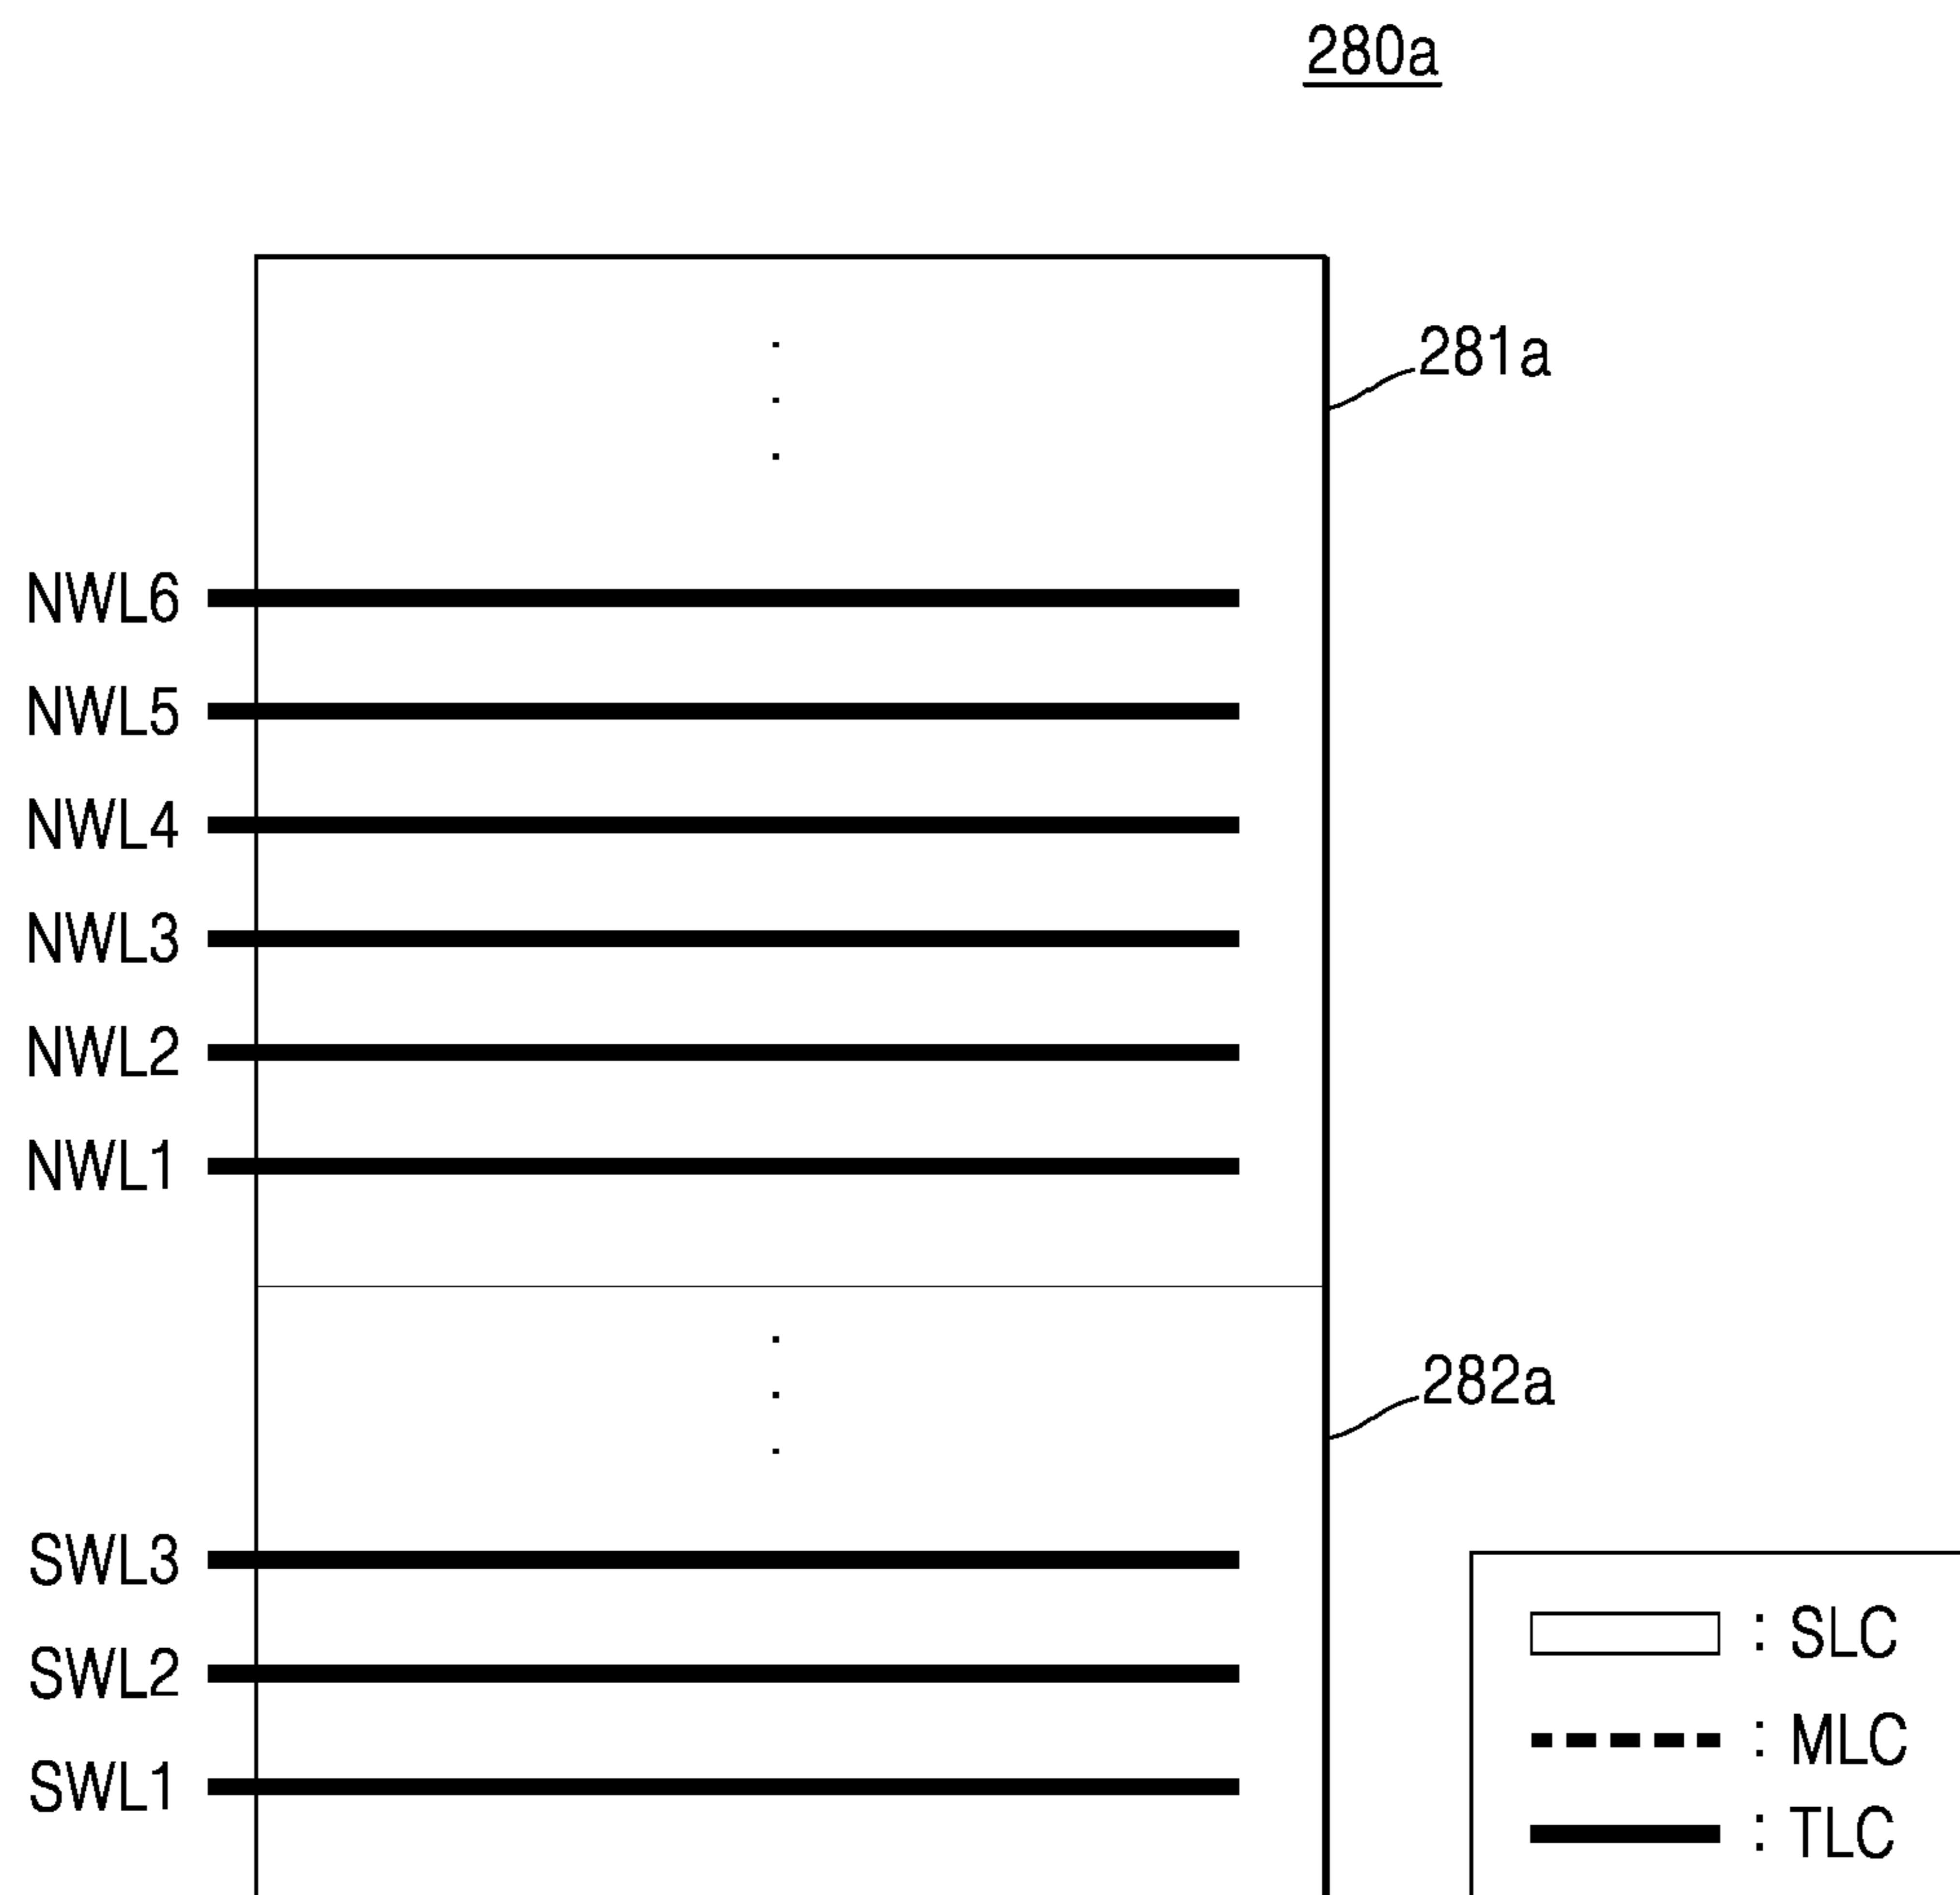 280a
281a
NWL6
NWL5
NWL4
NWL3
NWL2
NWL1
282a
SWL3
SWL2
SWL1
: SLC
: MLC
: TLC